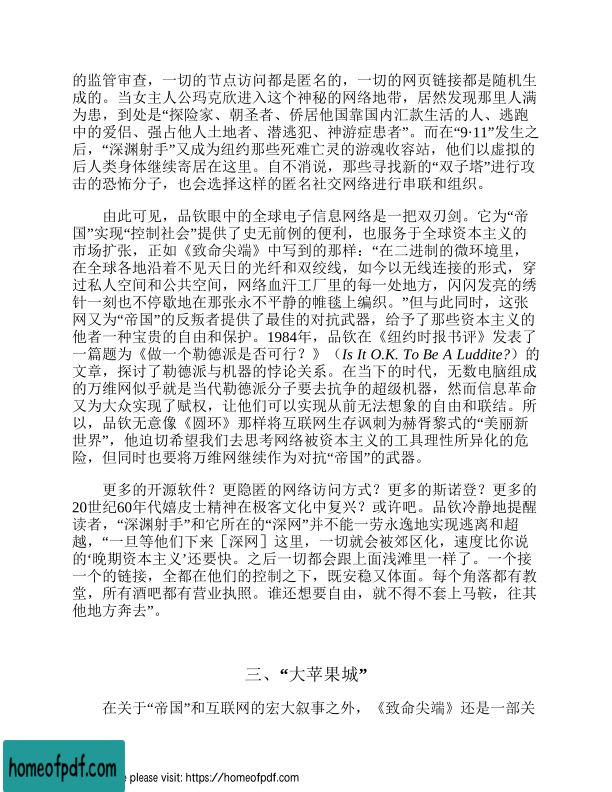 的监管审查，一切的节点访问都是匿名的，一切的网页链接都是随机生
成的。当女主人公玛克欣进入这个神秘的网络地带，居然发现那里人满
为患，到处是“探险家、朝圣者、侨居他国靠国内汇款生活的人、逃跑
中的爱侣、强占他人土地者、潜逃犯、神游症患者”。而在“9·11”发生之
后，“深渊射手”又成为纽约那些死难亡灵的游魂收容站，他们以虚拟的
后人类身体继续寄居在这里。自不消说，那些寻找新的“双子塔”进行攻
击的恐怖分子，也会选择这样的匿名社交网络进行串联和组织。
由此可见，品钦眼中的全球电子信息网络是一把双刃剑。它为“帝
国”实现“控制社会”提供了史无前例的便利，也服务于全球资本主义的
市场扩张，正如《致命尖端》中写到的那样：“在二进制的微环境里，
在全球各地沿着不见天日的光纤和双绞线，如今以无线连接的形式，穿
过私人空间和公共空间，网络血汗工厂里的每一处地方，闪闪发亮的绣
针一刻也不停歇地在那张永不平静的帷毯上编织。”但与此同时，这张
网又为“帝国”的反叛者提供了最佳的对抗武器，给予了那些资本主义的
他者一种宝贵的自由和保护。1984年，品钦在《纽约时报书评》发表了
一篇题为《做一个勒德派是否可行？》（Is It O.K. To Be A Luddite?）的
文章，探讨了勒德派与机器的悖论关系。在当下的时代，无数电脑组成
的万维网似乎就是当代勒德派分子要去抗争的超级机器，然而信息革命
又为大众实现了赋权，让他们可以实现从前无法想象的自由和联结。所
以，品钦无意像《圆环》那样将互联网生存讽刺为赫胥黎式的“美丽新
世界”，他迫切希望我们去思考网络被资本主义的工具理性所异化的危
险，但同时也要将万维网继续作为对抗“帝国”的武器。
更多的开源软件？更隐匿的网络访问方式？更多的斯诺登？更多的
20世纪60年代嬉皮士精神在极客文化中复兴？或许吧。品钦冷静地提醒
读者，“深渊射手”和它所在的“深网”并不能一劳永逸地实现逃离和超
越，“一旦等他们下来［深网］这里，一切就会被郊区化，速度比你说
的‘晚期资本主义’还要快。之后一切都会跟上面浅滩里一样了。一个接
一个的链接，全都在他们的控制之下，既安稳又体面。每个角落都有教
堂，所有酒吧都有营业执照。谁还想要自由，就不得不套上马鞍，往其
他地方奔去”。
三、“大苹果城”
在关于“帝国”和互联网的宏大叙事之外，《致命尖端》还是一部关
homeofpdf.com
e please visit: https://homeofpdf.com